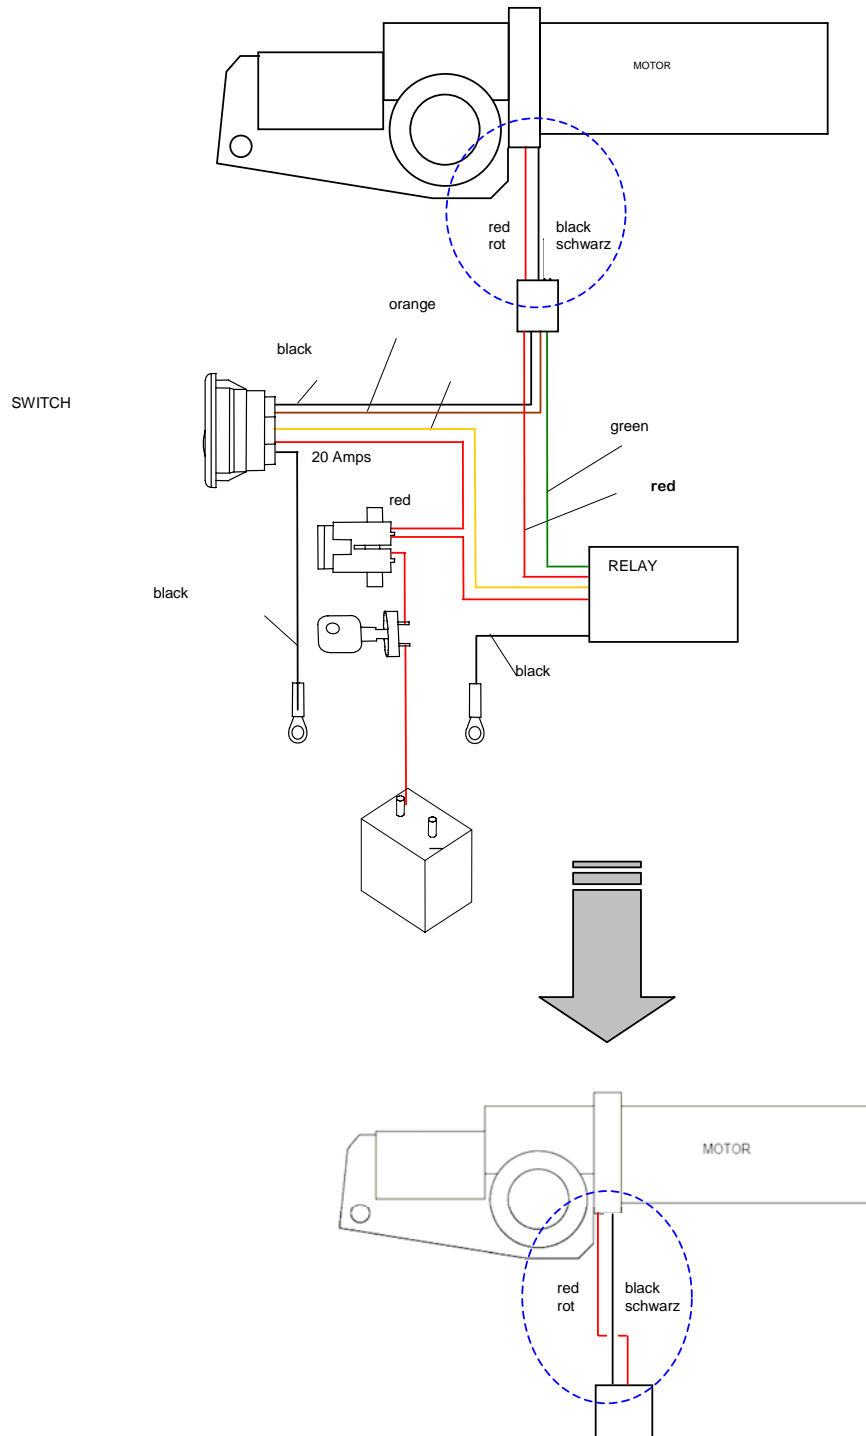 MOTOR
red
rot
black
schwarz
orange
black
SWITCH
green
20 Amps
red
red
RELAY
black
black
MOTOR
red
rot
black
schwarz